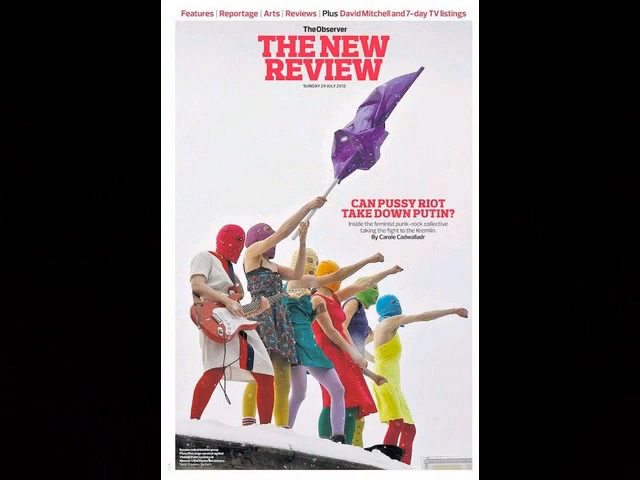 Features | Reportage | Arts | Reviews | Plus David Mitchell and 7-day TV listings
The Observer
THE NEW
REVIEW
SUNDAY 29 JULY 2012
CAN PUSSY RIOT
TAKE DOWN PUTIN?
Inside the feminist punk-rock collective
taking the fight to the Kremlin.
By Carole Cadwalladr